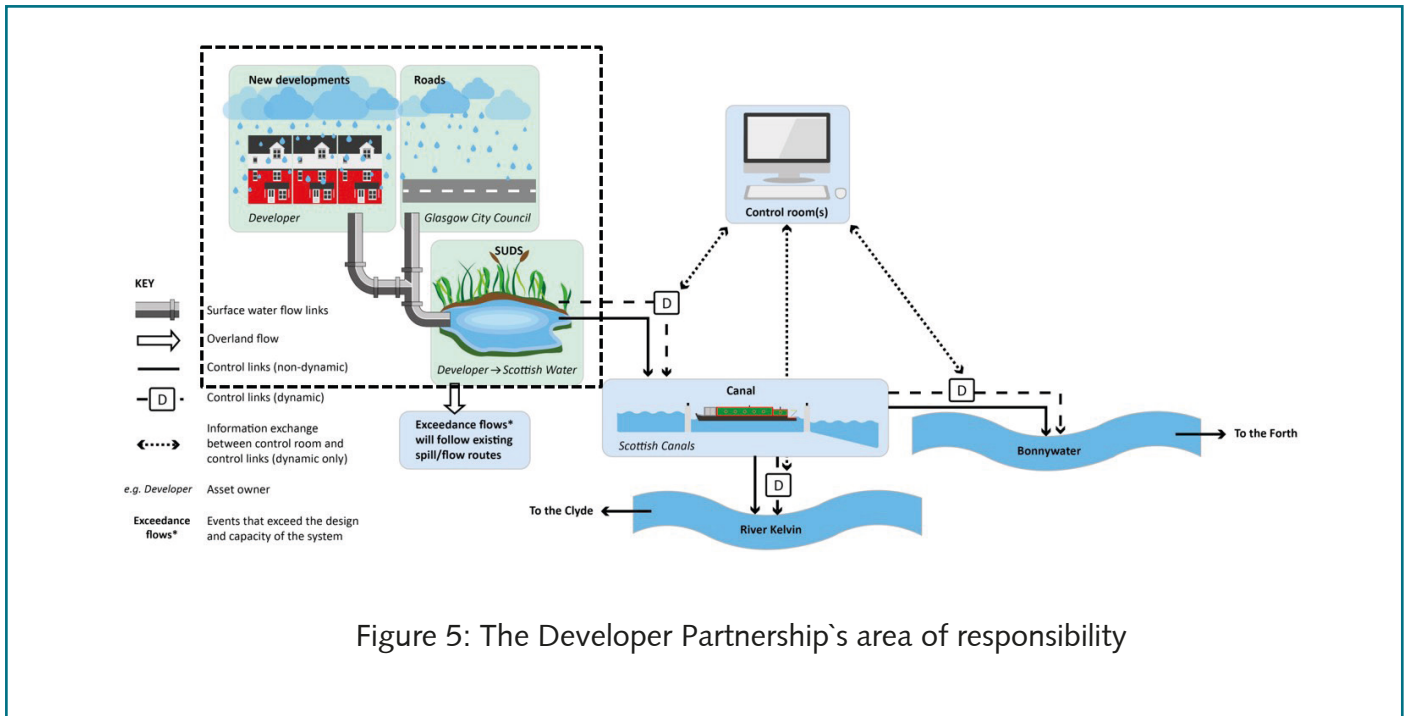 New developments
Roads
Developer
Glasgow City Council
SUDS
Developer → Scottish Water
Control room(s)
D
KEY
Surface water flow links
Overland flow
Control links (non-dynamic)
D
Control links (dynamic)
Information exchange
between control room and
control links (dynamic only)
e.g. Developer
Asset owner
Exceedance
flows*
Events that exceed the design
and capacity of the system
Exceedance flows*
will follow existing
spill/flow routes
Canal
Scottish Canals
D
D
Bonnywater
To the Forth
To the Clyde
River Kelvin
Figure 5: The Developer Partnership`s area of responsibility